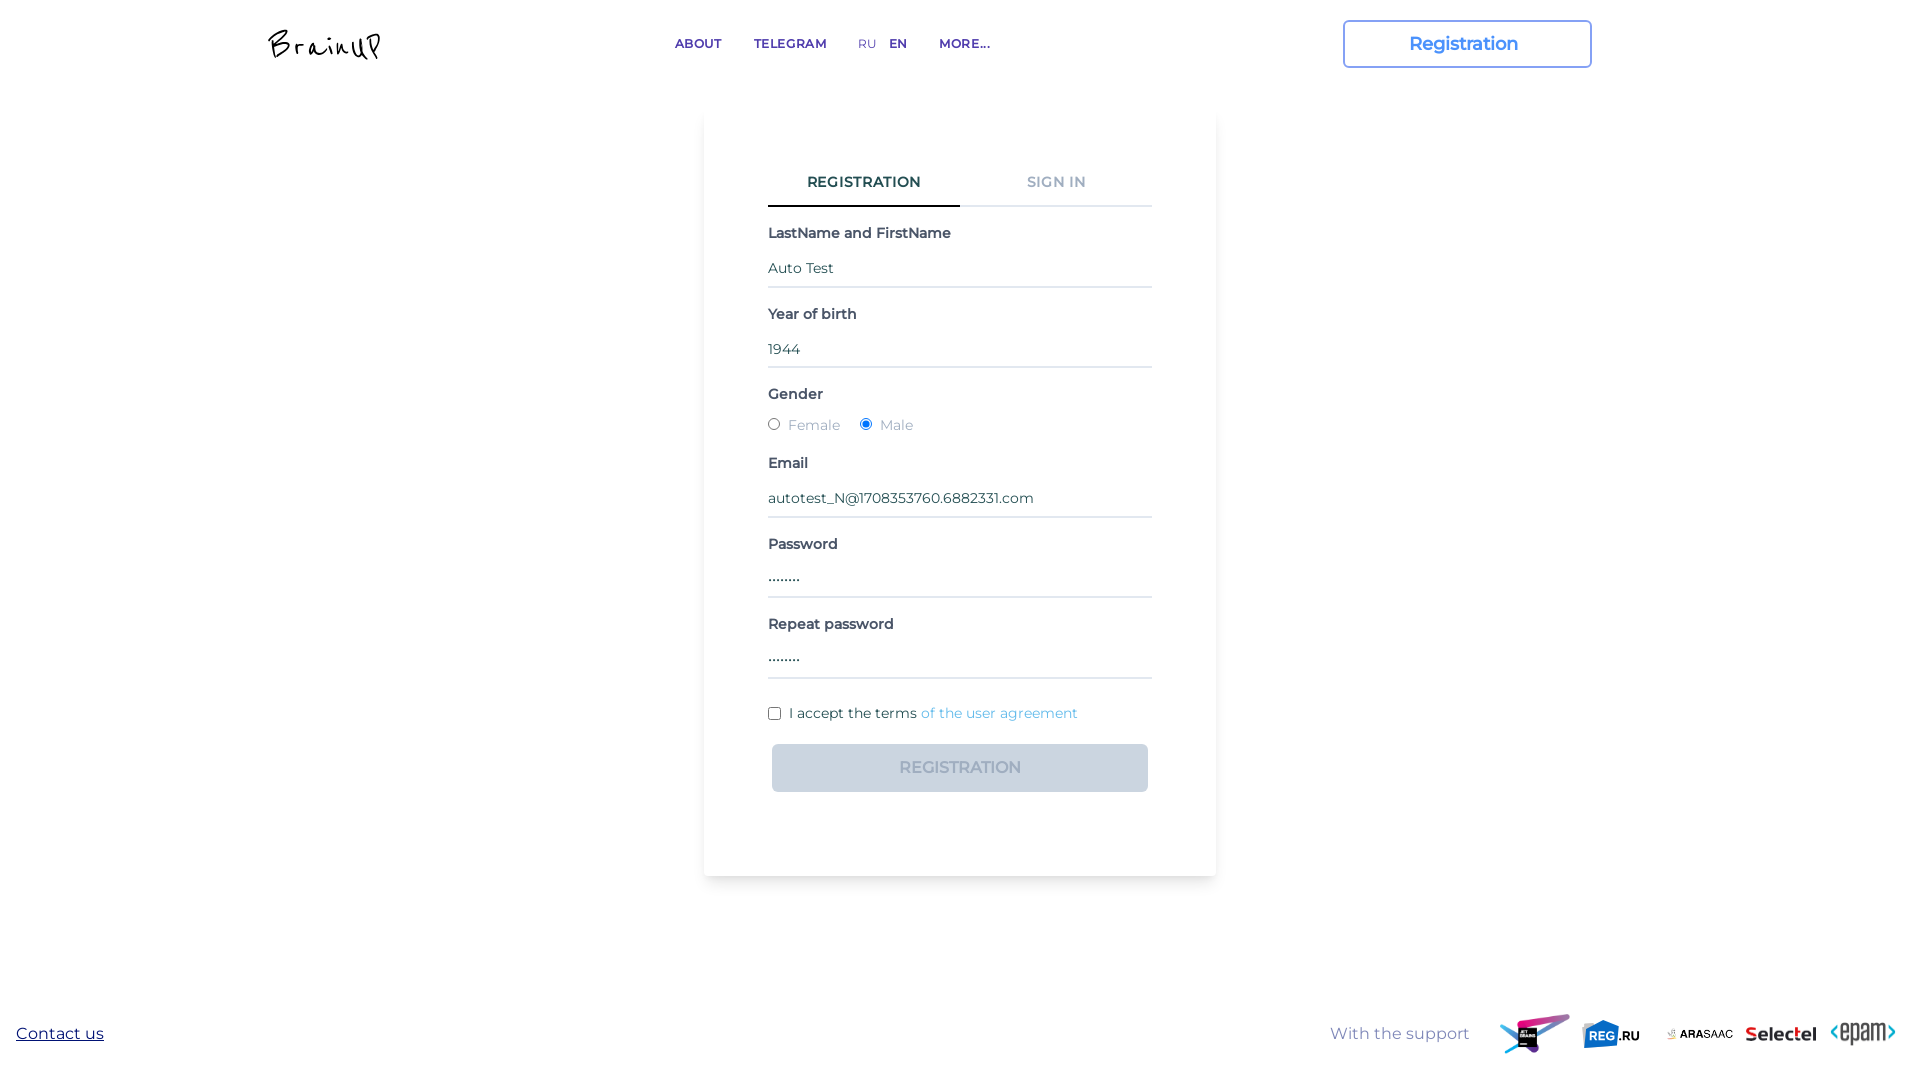 BrainUP
ABOUT TELEGRAM RU EN MORE...
Registration
REGISTRATION SIGN IN
LastName and FirstName
Auto Test
Year of birth
1944
Gender
Female Male
Email
autotest_N@1708353760.6882331.com
Password
........
Repeat password
........
I accept the terms of the user agreement
REGISTRATION
Contact us
With the support
JET BRAINS
REG.RU
ARASAAC
Selectel
<epam>